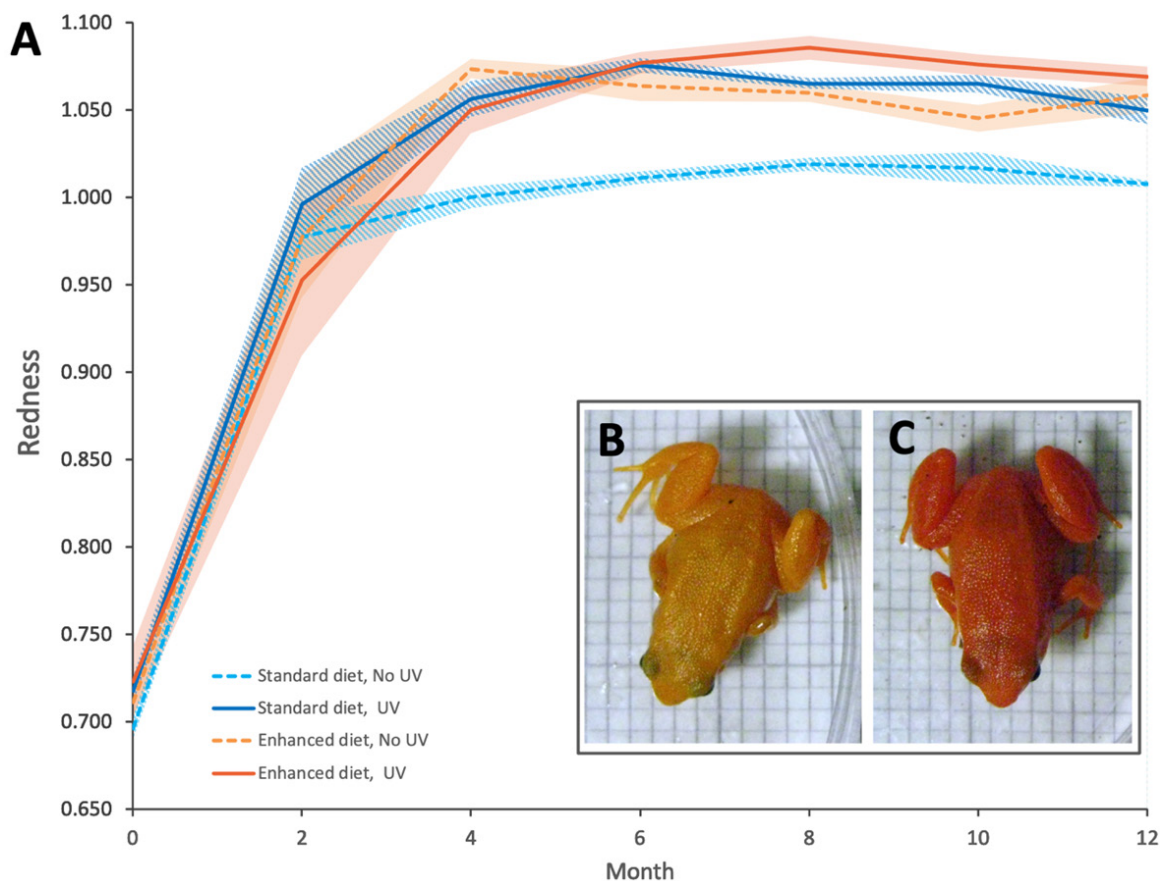 A
1.100
1.050
1.000
0.950
0.900
0.850
0.800
0.750
0.700
0.650
Redness
B
C
Standard diet, No UV
Standard diet, UV
Enhanced diet, No UV
Enhanced diet, UV
0 2 4 6 8 10 12
Month